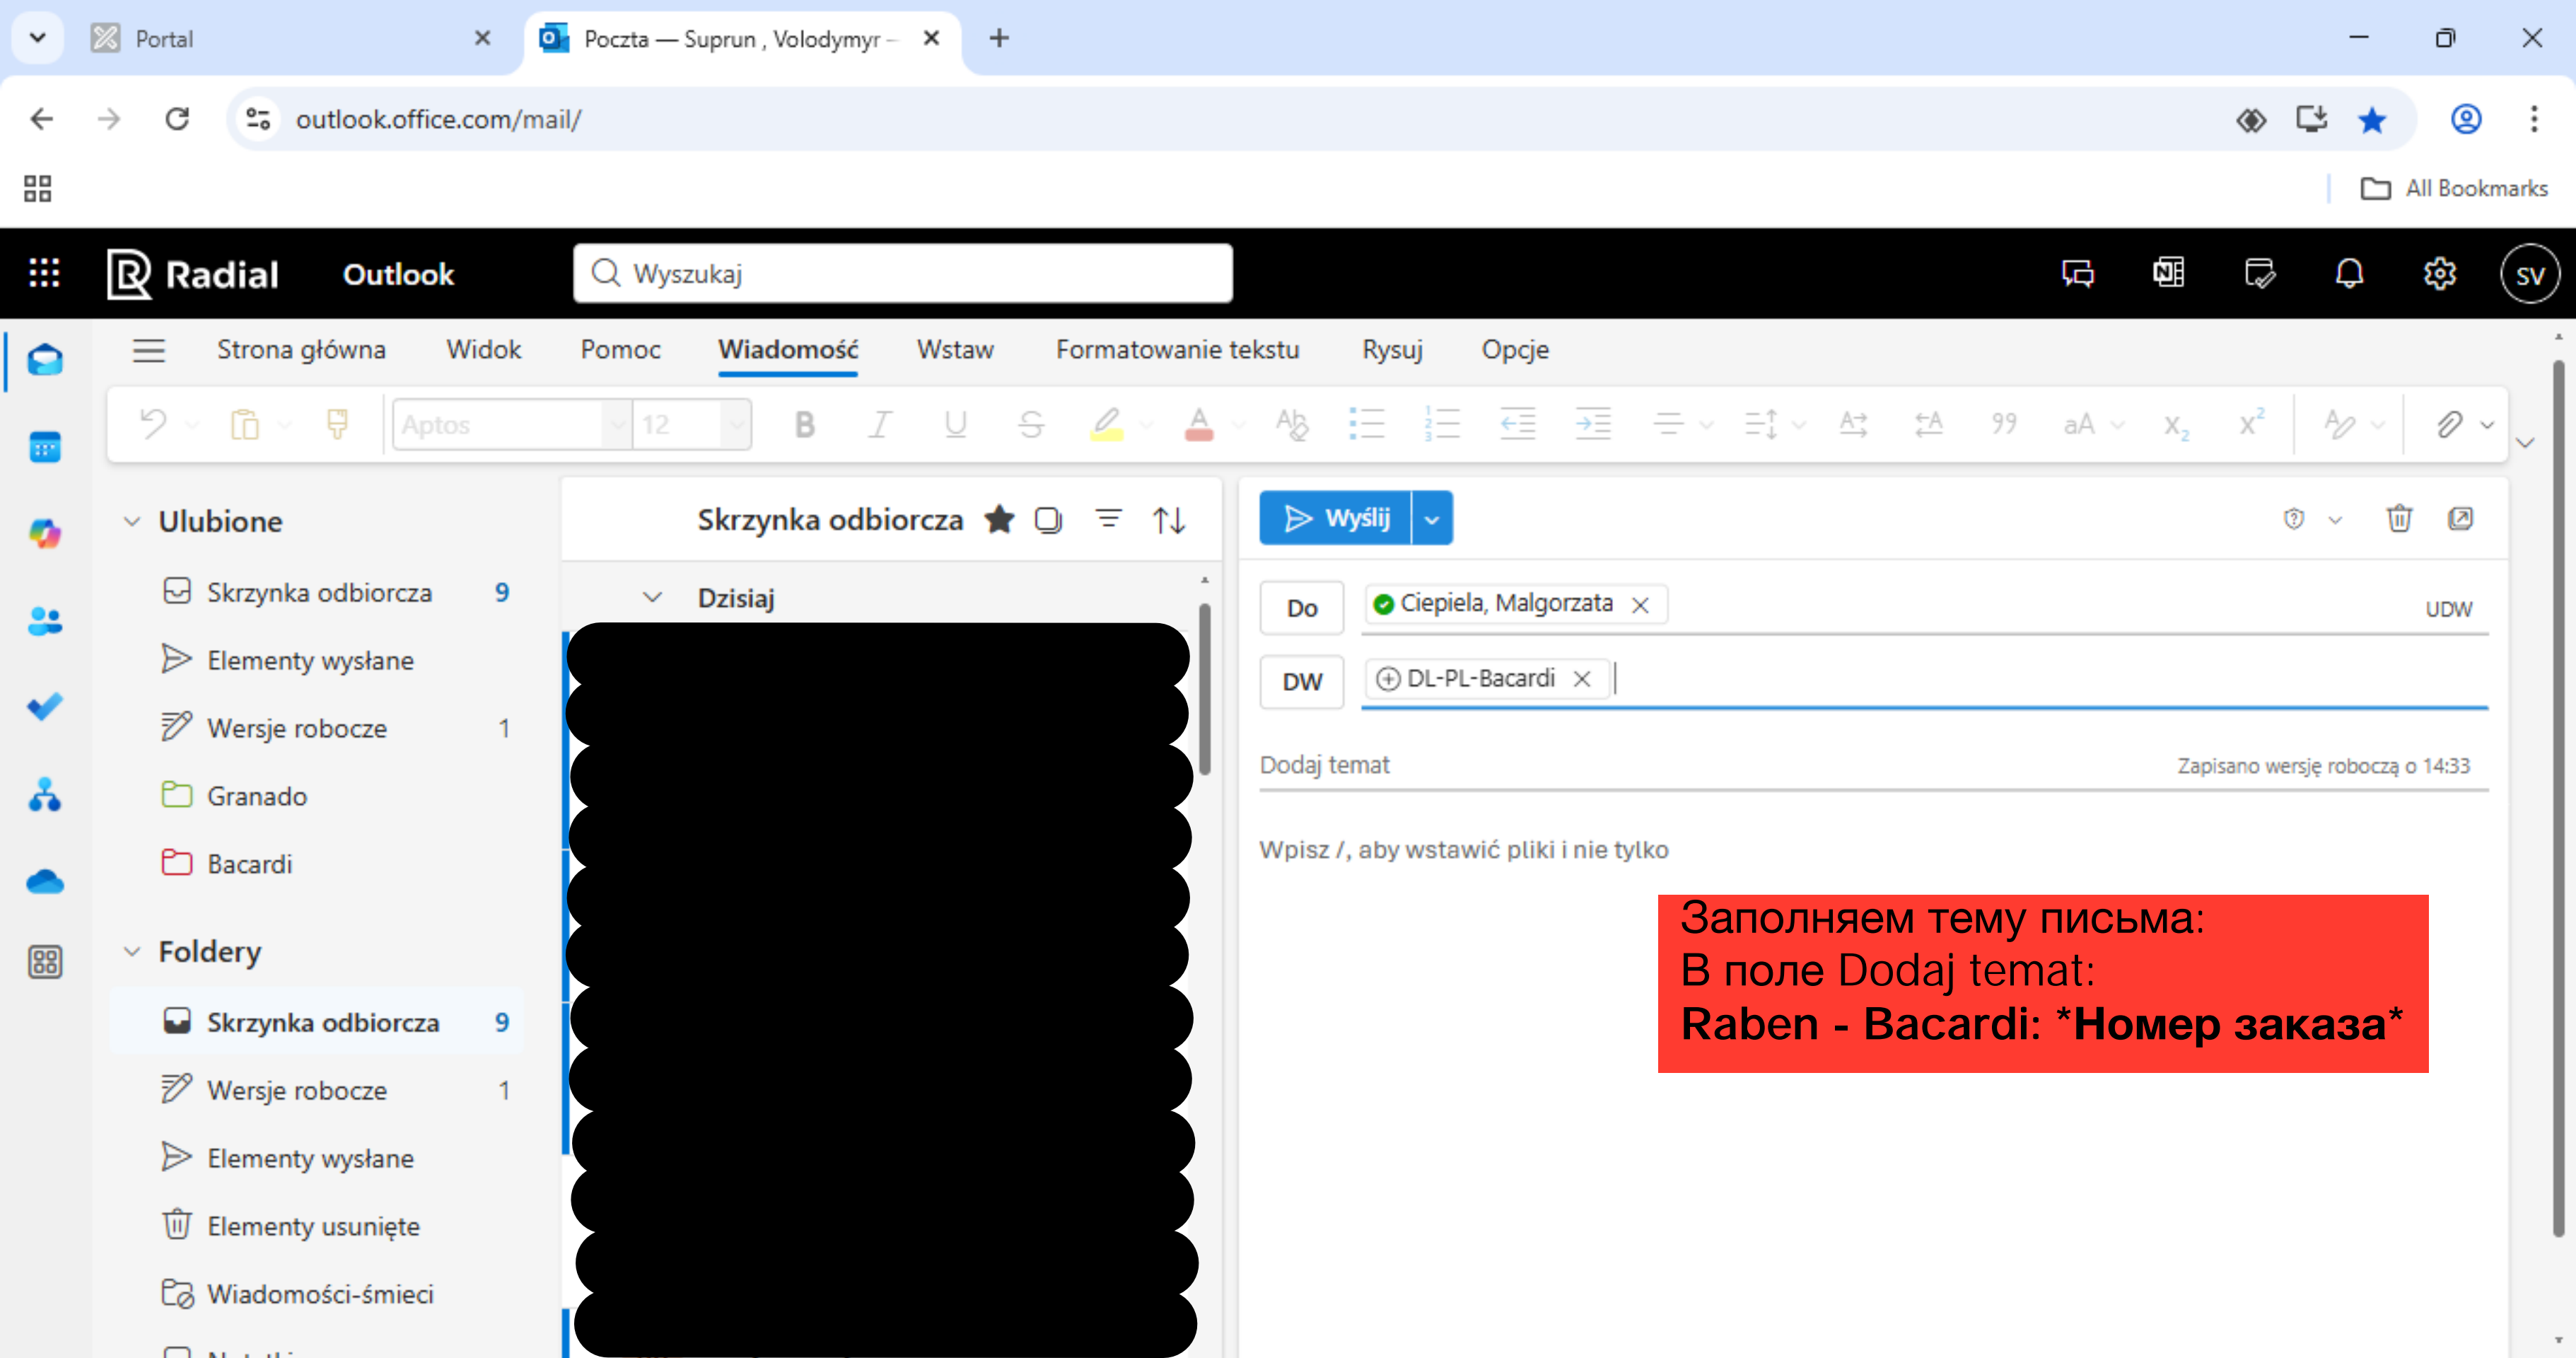 Portal
Poczta — Suprun , Volodymyr –
outlook.office.com/mail/
All Bookmarks
Radial
Outlook
Wyszukaj
SV
Strona główna
Widok
Pomoc
Wiadomość
Wstaw
Formatowanie tekstu
Rysuj
Opcje
Aptos
12
Ulubione
Skrzynka odbiorcza 9
Elementy wysłane
Wersje robocze 1
Granado
Bacardi
Foldery
Skrzynka odbiorcza 9
Wersje robocze 1
Elementy wysłane
Elementy usunięte
Wiadomości-śmieci
Skrzynka odbiorcza
Dzisiaj
Wyślij
Do Ciepiela, Malgorzata UDW
DW DL-PL-Bacardi
Dodaj temat Zapisano wersję roboczą o 14:33
Wpisz /, aby wstawić pliki i nie tylko
Заполняем тему письма:
В поле Dodaj temat:
Raben - Bacardi: *Номер заказа*